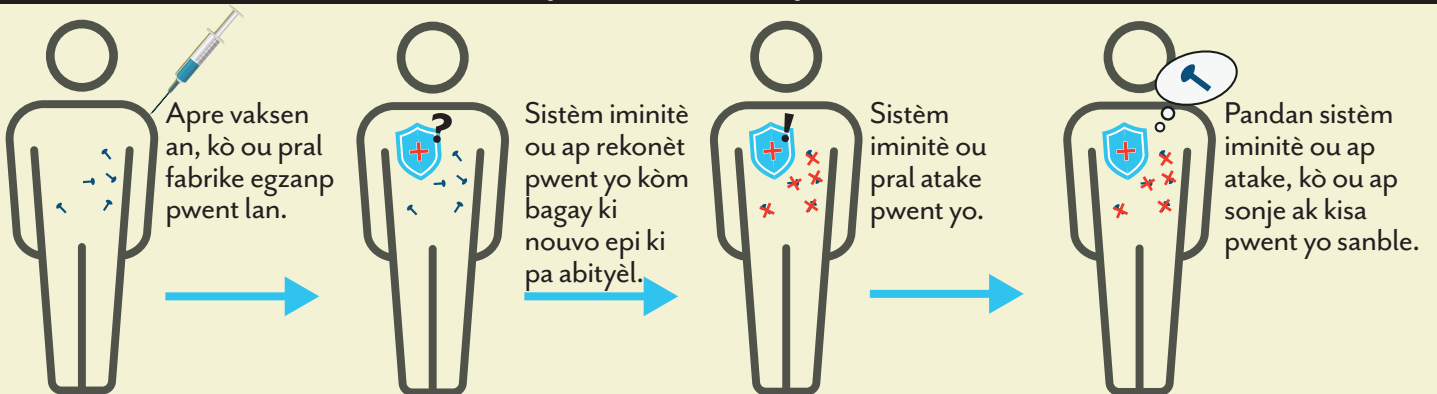 Apre vaksen
an, kò ou pral
fabrike egzanp
pwent lan.
?
Sistèm iminitè
ou ap rekonèt
pwent yo kòm
bagay ki
nouvo epi ki
pa abityèl.
!
Sistèm
iminitè ou
pral atake
pwent yo.
Pandan sistèm
iminitè ou ap
atake, kò ou ap
sonje ak kisa
pwent yo sanble.